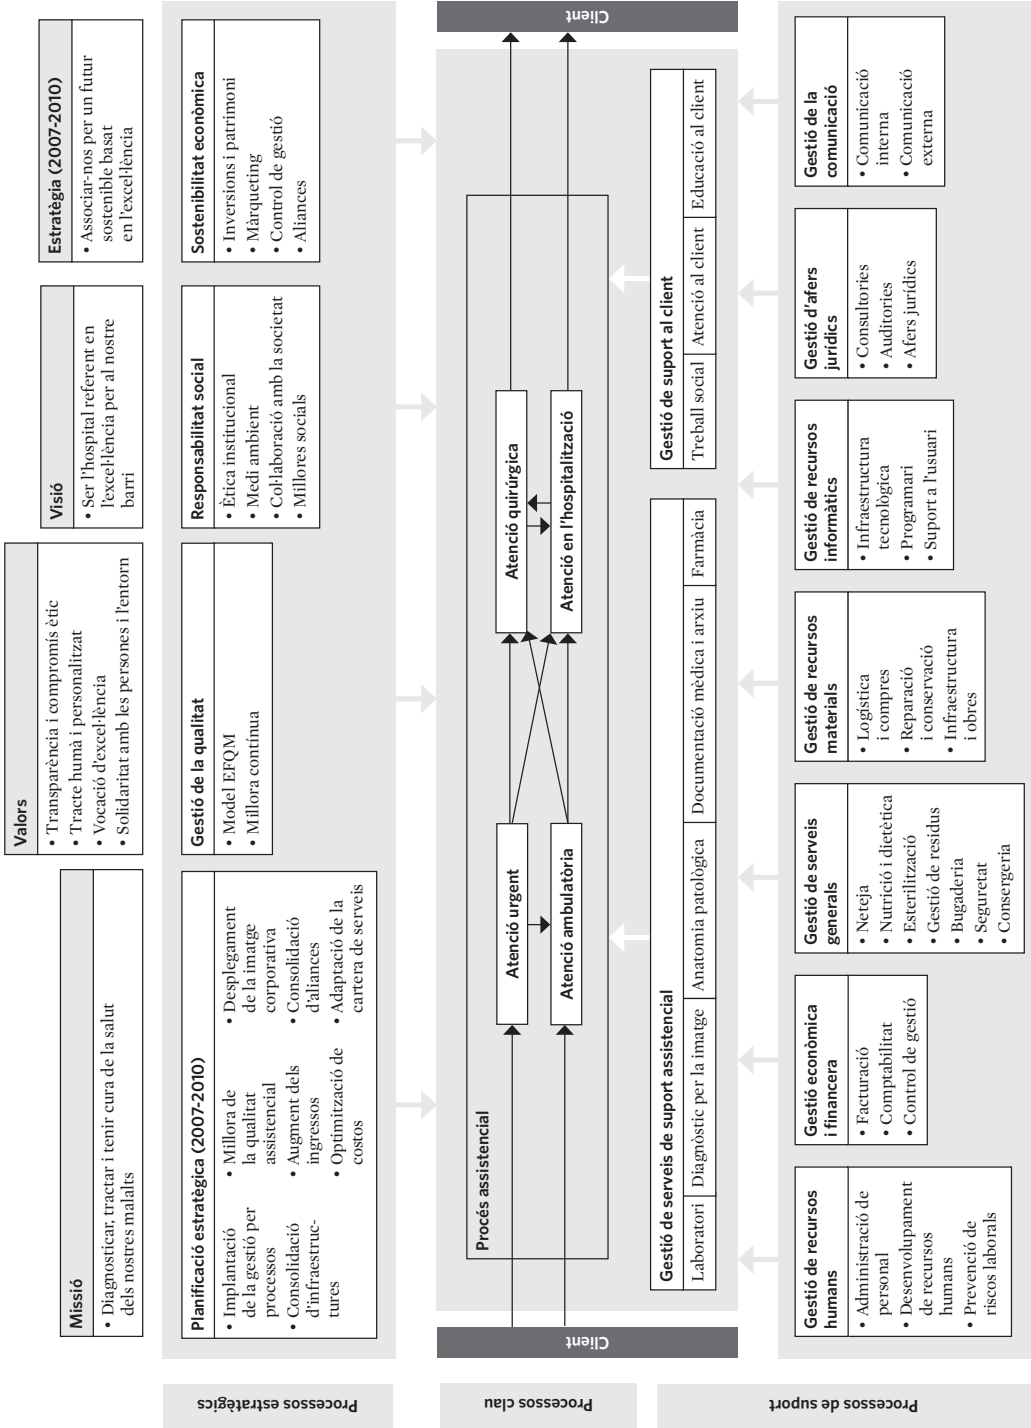 Missió
• Diagnosticar, tractar i tenir cura de la salut
dels nostres malalts
Valors
• Transparència i compromís ètic
• Tracte humà i personalitzat
• Vocació d'excel·lència
• Solidaritat amb les persones i l'entorn
Visió
• Ser l'hospital referent en
l'excel·lència per al nostre
barri
Estratègia (2007-2010)
• Associar-nos per un futur
sostenible basat
en l'excel·lència
Processos estratègics
Planificació estratègica (2007-2010)
• Implantació
de la gestió per
processos
• Consolidació
d'infraestruc-
tures
• Millora de
la qualitat
assistencial
• Augment dels
ingressos
• Optimització de
costos
• Desplegament
de la imatge
corporativa
• Consolidació
d'aliances
• Adaptació de la
cartera de serveis
Gestió de la qualitat
• Model EFQM
• Millora contínua
Responsabilitat social
• Ètica institucional
• Medi ambient
• Col·laboració amb la societat
• Millores socials
Sostenibilitat econòmica
• Inversions i patrimoni
• Màrqueting
• Control de gestió
• Aliances
Processos clau
Client
Procés assistencial
Atenció urgent
Atenció ambulatòria
Atenció quirúrgica
Atenció en l'hospitalització
Client
Gestió de serveis de suport assistencial
Laboratori
Diagnòstic per la imatge
Anatomia patològica
Documentació mèdica i arxiu
Farmàcia
Gestió de suport al client
Treball social
Atenció al client
Educació al client
Processos de suport
Gestió de recursos
humans
• Administració de
personal
• Desenvolupament
de recursos
humans
• Prevenció de
riscos laborals
Gestió econòmica
i financera
• Facturació
• Comptabilitat
• Control de gestió
Gestió de serveis
generals
• Neteja
• Nutrició i dietètica
• Esterilització
• Gestió de residus
• Bugaderia
• Seguretat
• Consergeria
Gestió de recursos
materials
• Logística
i compres
• Reparació
i conservació
• Infraestructura
i obres
Gestió de recursos
informàtics
• Infraestructura
tecnològica
• Programari
• Suport a l'usuari
Gestió d'afers
jurídics
• Consultories
• Auditories
• Afers jurídics
Gestió de la
comunicació
• Comunicació
interna
• Comunicació
externa